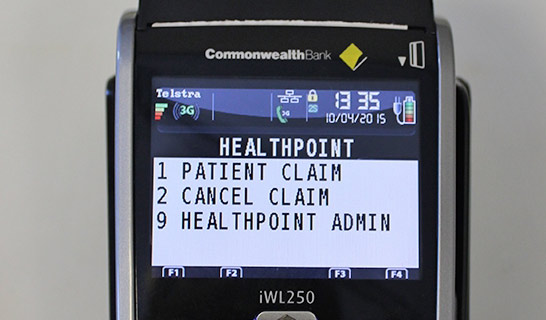 CommonwealthBank
Telstra
3G 3G 13 35
10/04/2015
HEALTHPOINT
1 PATIENT CLAIM
2 CANCEL CLAIM
9 HEALTHPOINT ADMIN
F1 F2 F3 F4
iWL250